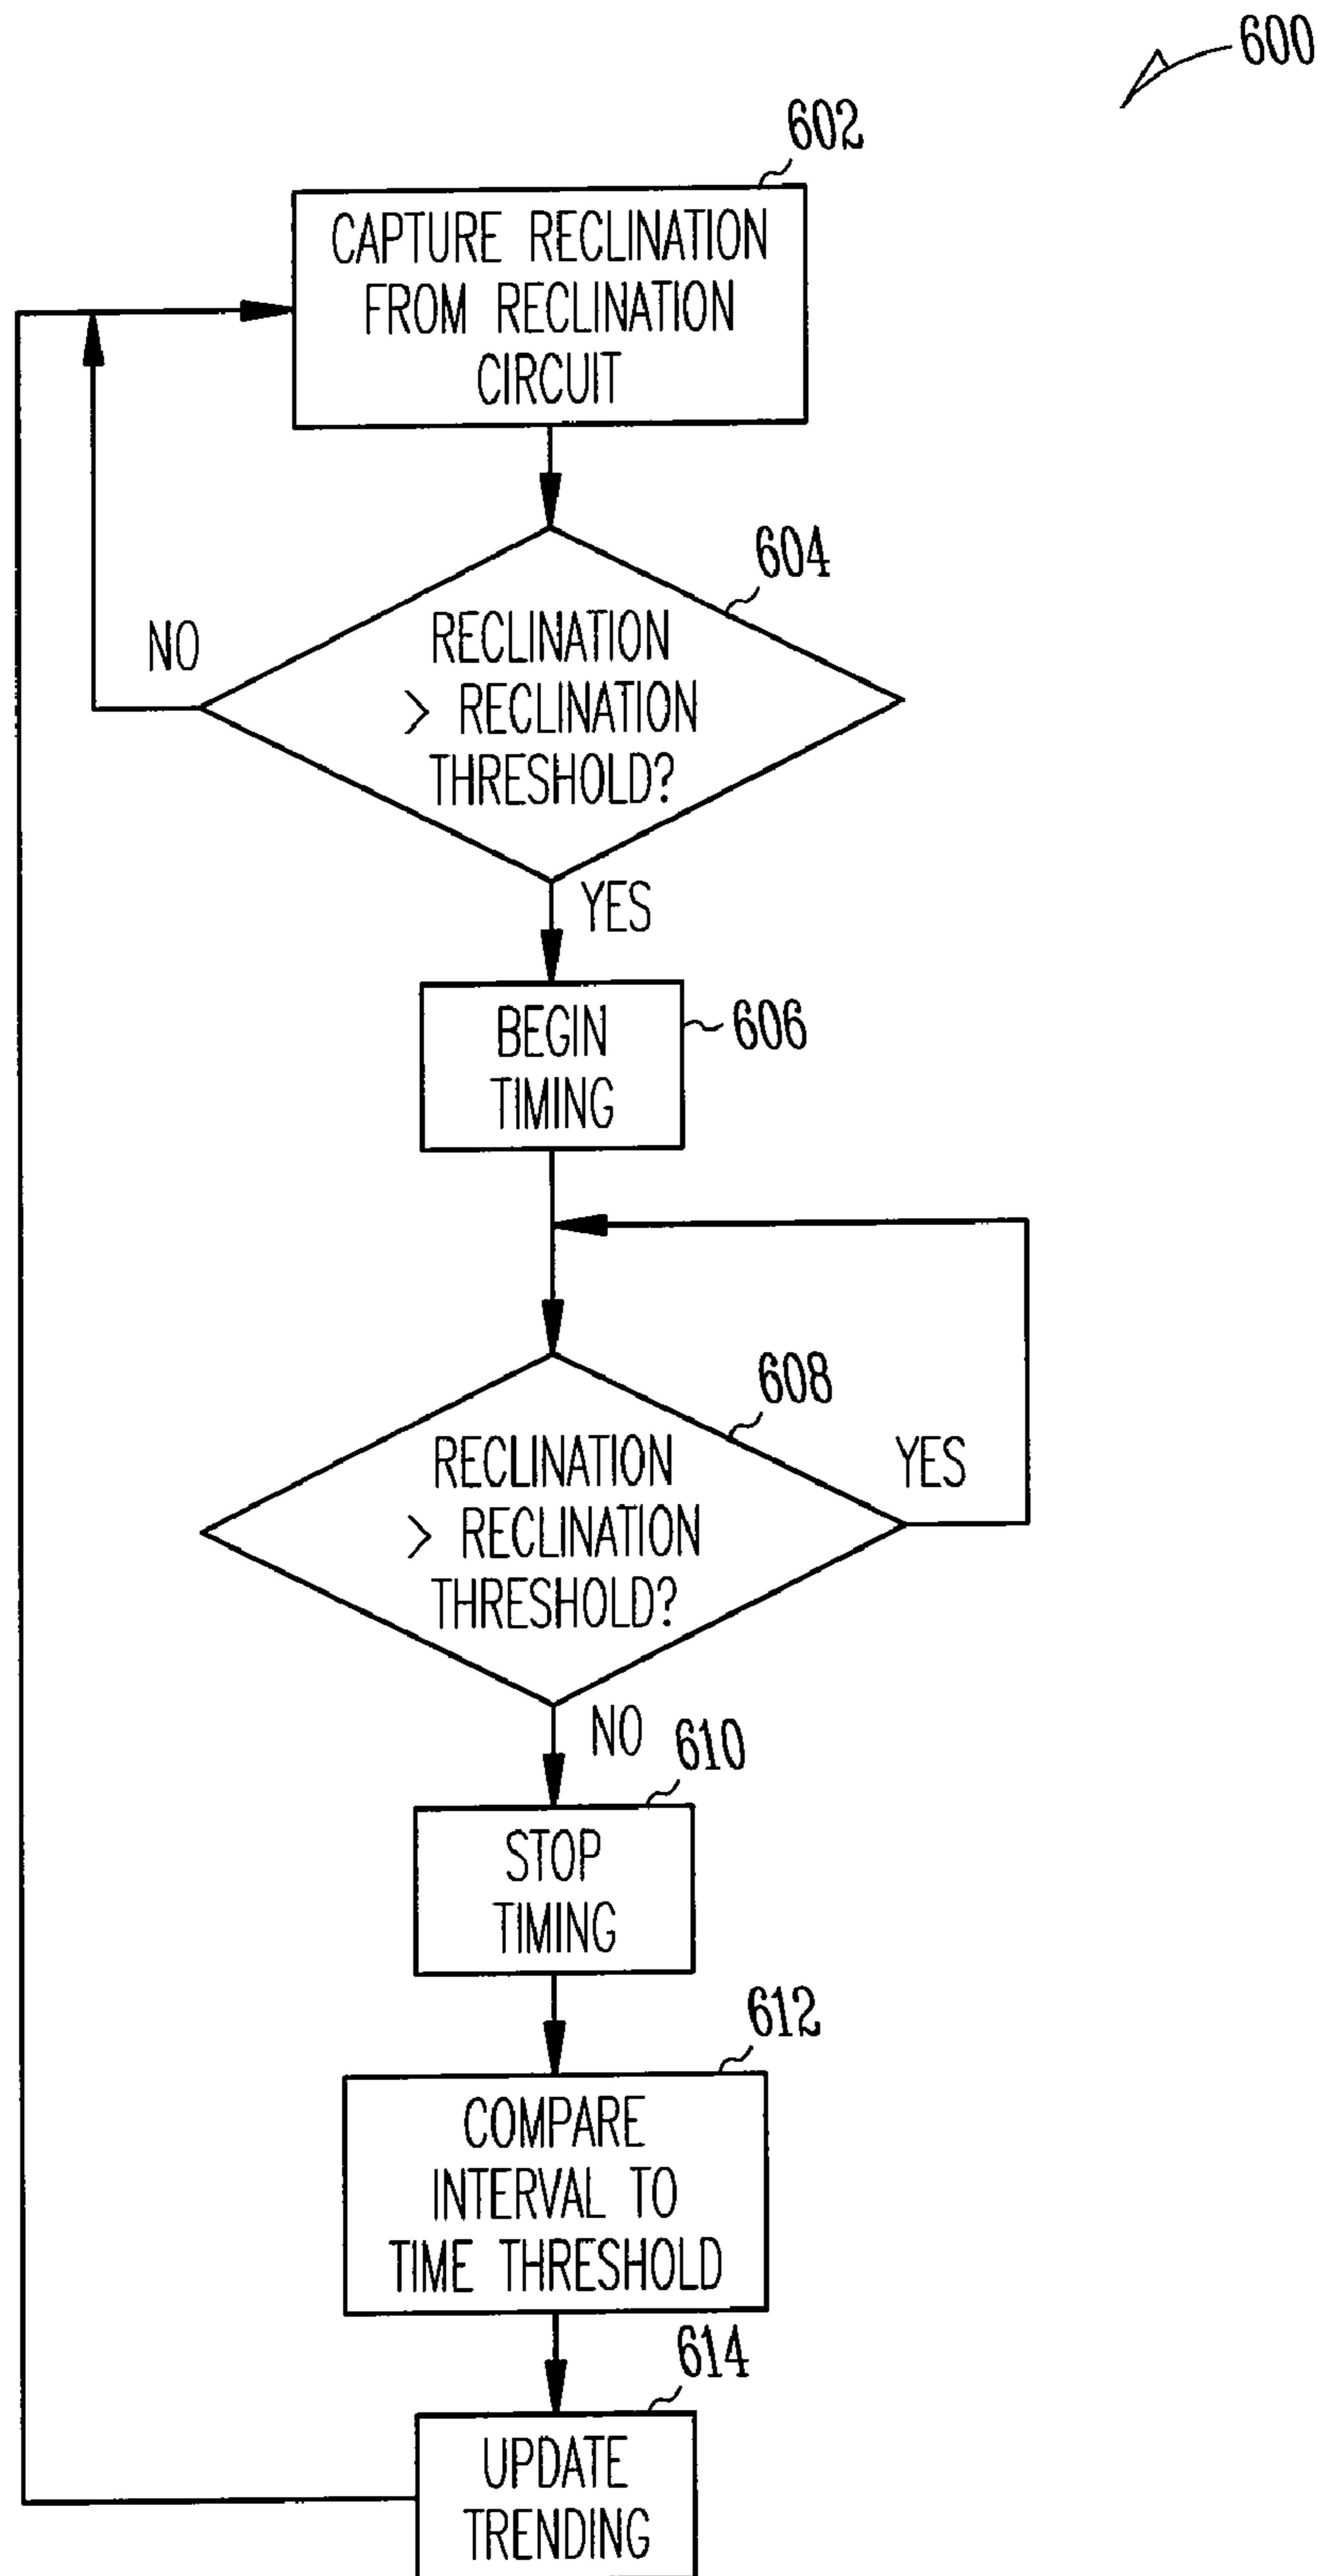 600
602
CAPTURE RECLINATION
FROM RECLINATION
CIRCUIT
604
NO
RECLINATION
> RECLINATION
THRESHOLD?
YES
BEGIN
TIMING
606
608
RECLINATION
> RECLINATION
THRESHOLD?
YES
NO
610
STOP
TIMING
612
COMPARE
INTERVAL TO
TIME THRESHOLD
614
UPDATE
TRENDING